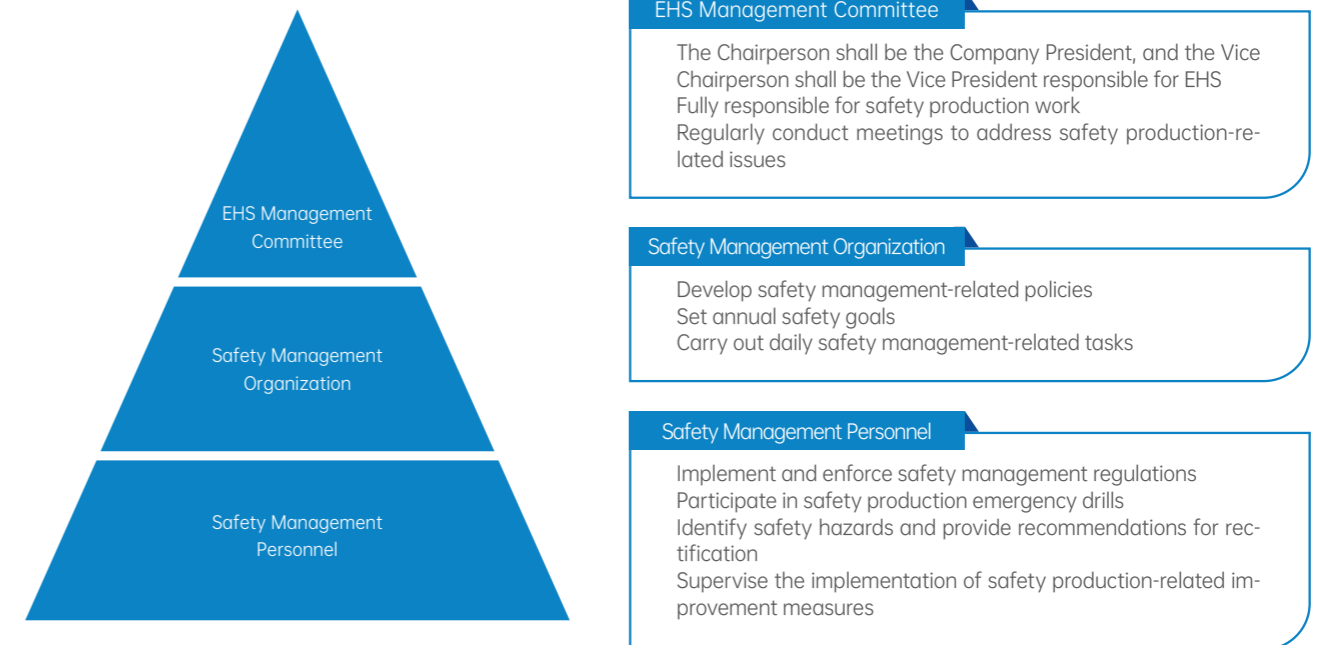 EHS Management
Committee
Safety Management
Organization
Safety Management
Personnel
EHS Management Committee
The Chairperson shall be the Company President, and the Vice
Chairperson shall be the Vice President responsible for EHS
Fully responsible for safety production work
Regularly conduct meetings to address safety production-re-
lated issues
Safety Management Organization
Develop safety management-related policies
Set annual safety goals
Carry out daily safety management-related tasks
Safety Management Personnel
Implement and enforce safety management regulations
Participate in safety production emergency drills
Identify safety hazards and provide recommendations for rec-
tification
Supervise the implementation of safety production-related im-
provement measures